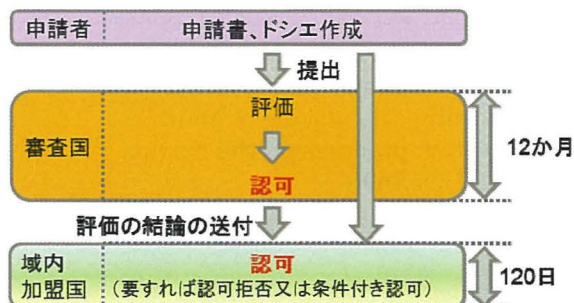 申請者 申請書、ドシエ作成
提出
評価
審査国
12か月
認可
評価の結論の送付
域内 認可
加盟国 (要すれば認可拒否又は条件付き認可)
120日